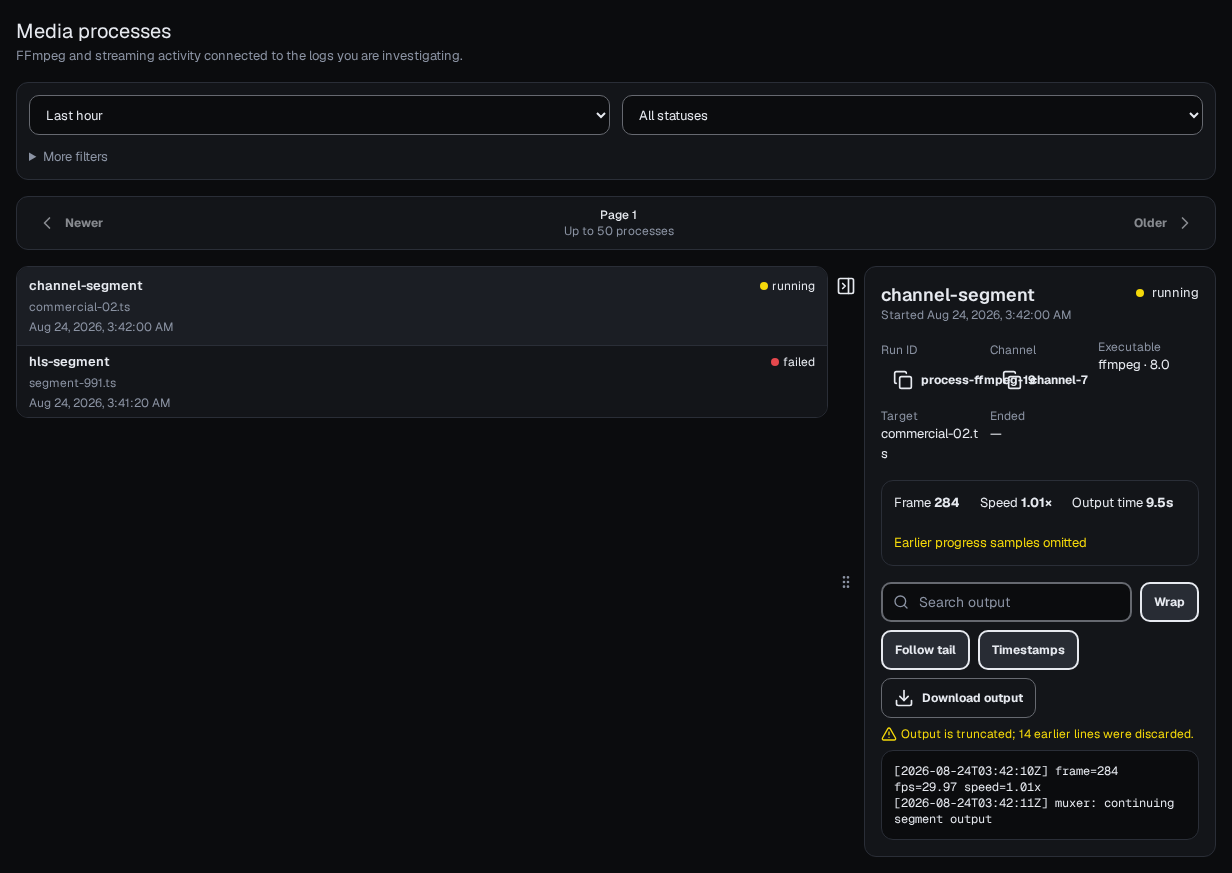 Media processes
FFmpeg and streaming activity connected to the logs you are investigating.
Last hour
All statuses
More filters
Newer
Page 1
Up to 50 processes
Older
channel-segment
running
commercial-02.ts
Aug 24, 2026, 3:42:00 AM
hls-segment
failed
segment-991.ts
Aug 24, 2026, 3:41:20 AM
channel-segment
running
Started Aug 24, 2026, 3:42:00 AM
Run ID
process-ffmpeg-19
Channel
channel-7
Executable
ffmpeg · 8.0
Target
commercial-02.t
s
Ended
—
Frame 284
Speed 1.01×
Output time 9.5s
Earlier progress samples omitted
Search output
Wrap
Follow tail
Timestamps
Download output
Output is truncated; 14 earlier lines were discarded.
[2026-08-24T03:42:10Z] frame=284
fps=29.97 speed=1.01x
[2026-08-24T03:42:11Z] muxer: continuing
segment output